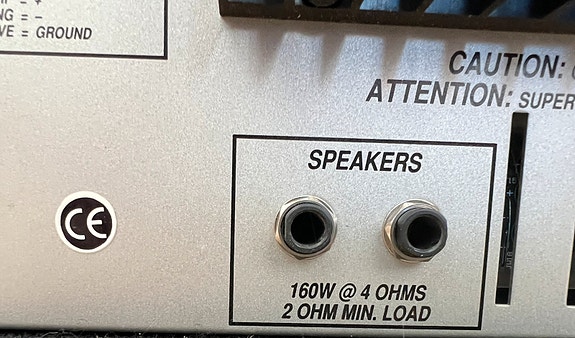 = +
NG = –
VE = GROUND
CAUTION:
ATTENTION: SUPER
SPEAKERS
CE
160W @ 4 OHMS
2 OHM MIN. LOAD